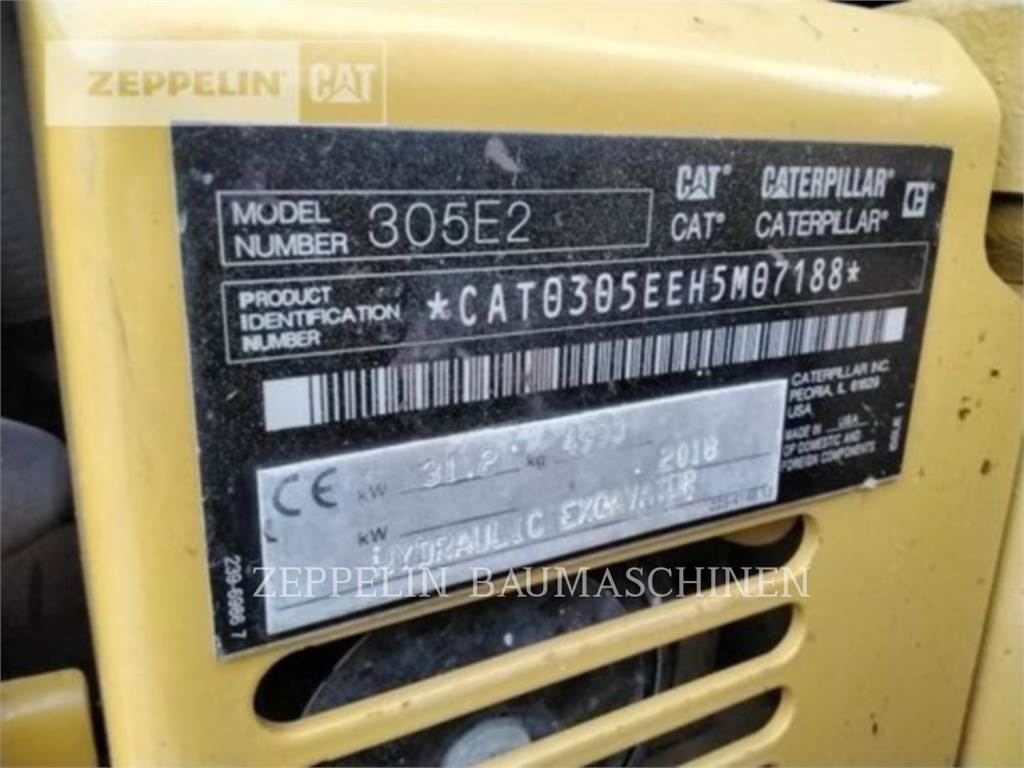 ZEPPELIN CAT
MODEL NUMBER 305E2
CAT CATERPILLAR
CAT® CATERPILLAR®
PRODUCT IDENTIFICATION NUMBER *CAT0305EEH5M07188*
CATERPILLAR INC.
PEORIA, IL 61629
USA
MADE IN USA
OF DOMESTIC AND
FOREIGN COMPONENTS
CE kW 31.2 kg
2018
kW
HYDRAULIC EXCAVATOR
ZEPPELIN BAUMASCHINEN